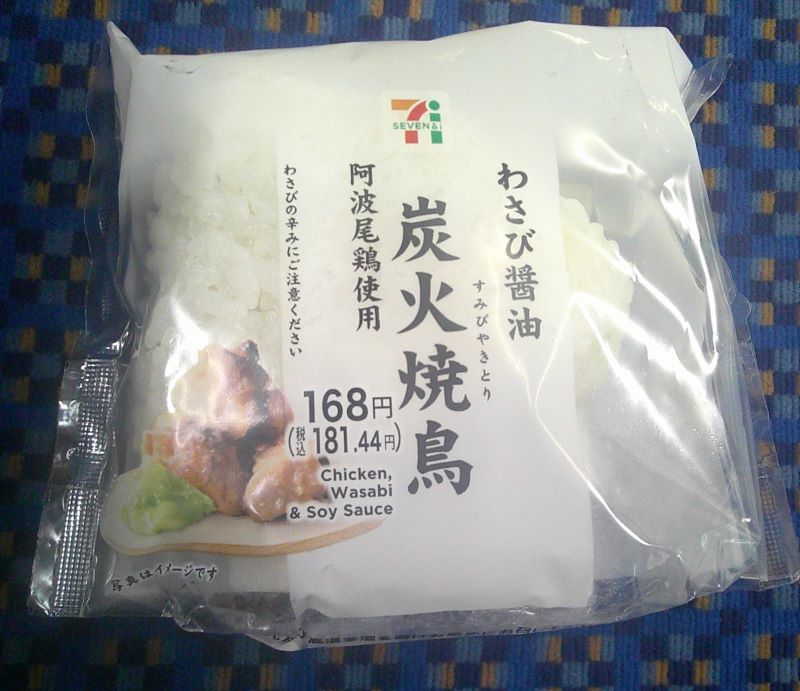 SEVEN&i
わさび醤油
炭火焼鳥
すみびやきとり
阿波尾鶏使用
わさびの辛みにご注意ください
168円
(税込181.44円)
Chicken,
Wasabi
& Soy Sauce
写真はイメージです